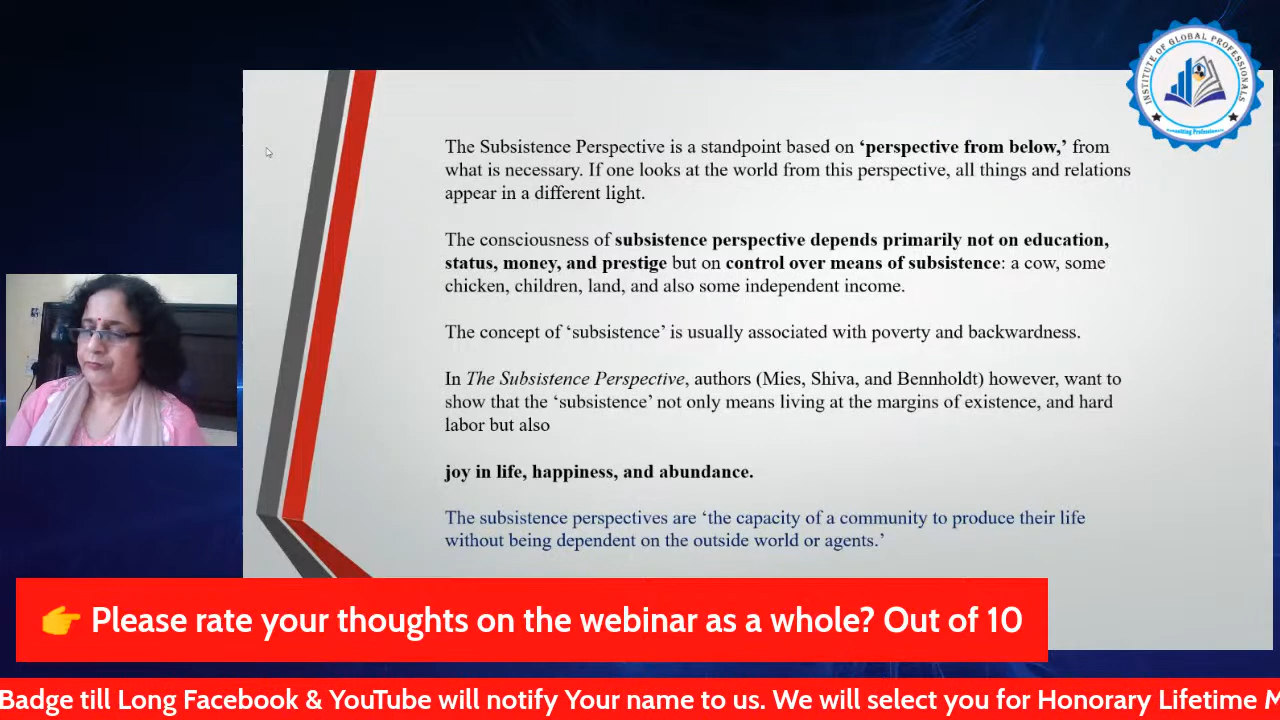 INSTITUTE OF GLOBAL PROFESSIONALS
The Subsistence Perspective is a standpoint based on ‘perspective from below,’ from
what is necessary. If one looks at the world from this perspective, all things and relations
appear in a different light.
The consciousness of subsistence perspective depends primarily not on education,
status, money, and prestige but on control over means of subsistence: a cow, some
chicken, children, land, and also some independent income.
The concept of ‘subsistence’ is usually associated with poverty and backwardness.
In The Subsistence Perspective, authors (Mies, Shiva, and Bennholdt) however, want to
show that the ‘subsistence’ not only means living at the margins of existence, and hard
labor but also
joy in life, happiness, and abundance.
The subsistence perspectives are ‘the capacity of a community to produce their life
without being dependent on the outside world or agents.’
👉 Please rate your thoughts on the webinar as a whole? Out of 10
Badge till Long Facebook & YouTube will notify Your name to us. We will select you for Honorary Lifetime M